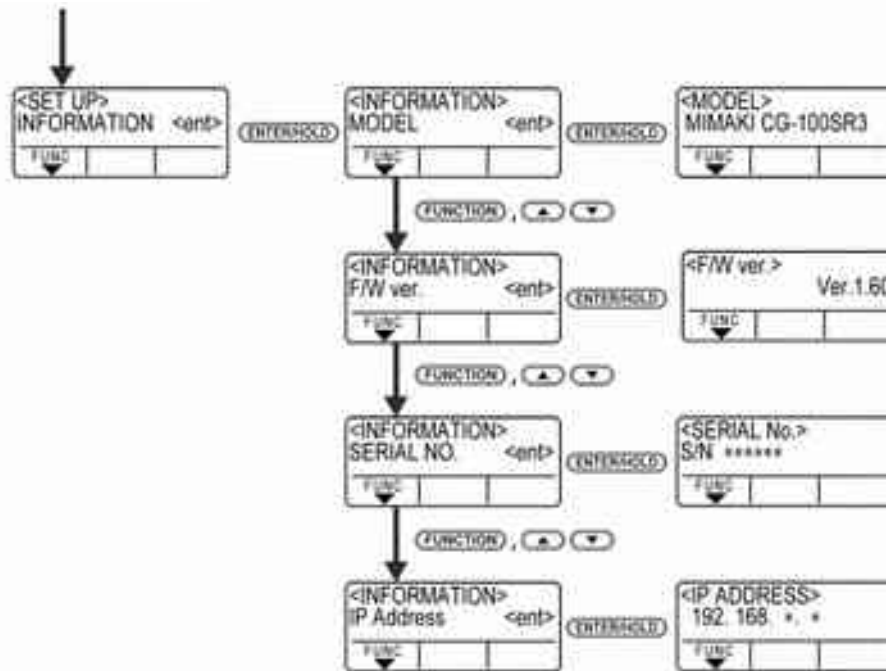 <SET UP>
INFORMATION <ent>
FUNC
ENTER/HOLD
<INFORMATION>
MODEL <ent>
FUNC
ENTER/HOLD
<MODEL>
MIMAKI CG-100SR3
FUNC
FUNCTION , ▲ ▼
<INFORMATION>
F/W ver. <ent>
FUNC
ENTER/HOLD
<F/W ver.>
Ver.1.60
FUNC
FUNCTION , ▲ ▼
<INFORMATION>
SERIAL NO. <ent>
FUNC
ENTER/HOLD
<SERIAL No.>
S/N ******
FUNC
FUNCTION , ▲ ▼
<INFORMATION>
IP Address <ent>
FUNC
ENTER/HOLD
<IP ADDRESS>
192. 168. *. *
FUNC